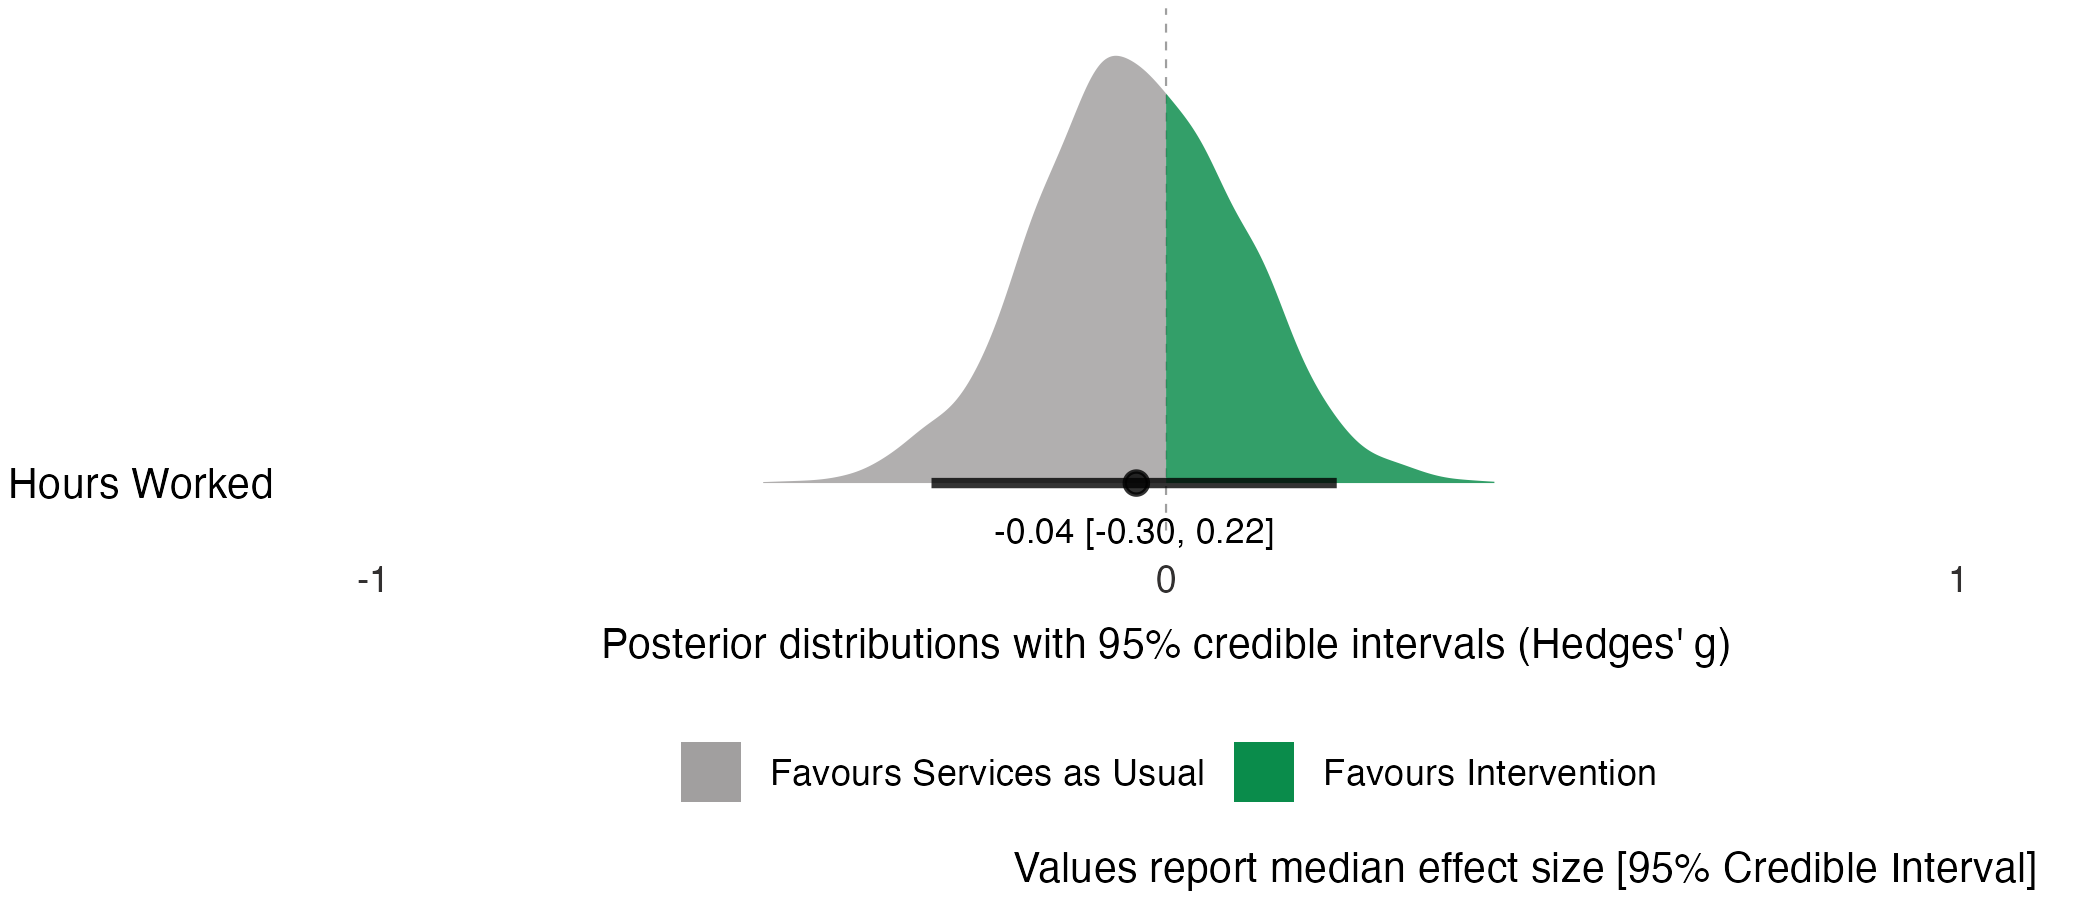 Hours Worked
-0.04 [-0.30, 0.22]
-1 0 1
Posterior distributions with 95% credible intervals (Hedges' g)
Favours Services as Usual Favours Intervention
Values report median effect size [95% Credible Interval]